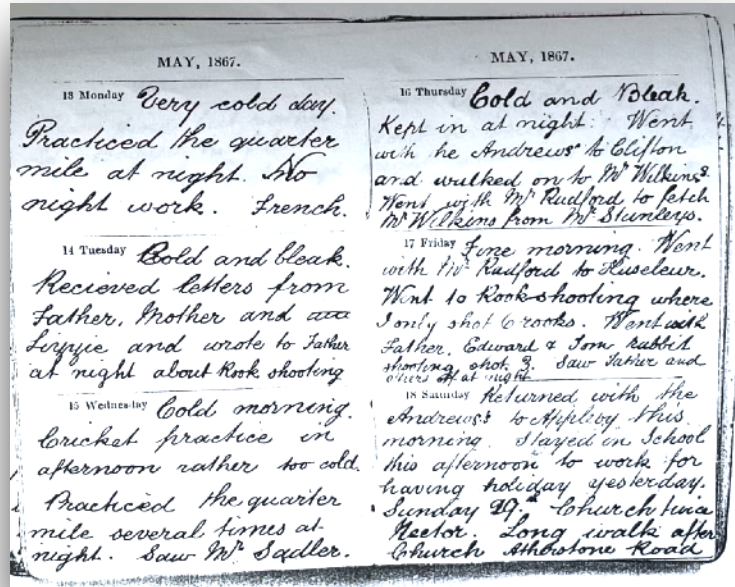 MAY, 1867.
13 Monday Very cold day.
Practiced the quarter
mile at night. No
night work. French.
14 Tuesday Cold and bleak.
Recieved letters from
Father, Mother and
Lizzie and wrote to Father
at night about Rook shooting
15 Wednesday Cold morning.
Cricket practice in
afternoon rather too cold.
Practiced the quarter
mile several times at
night. Saw Mr Sadler.
MAY, 1867.
16 Thursday Cold and Bleak.
Kept in at night. Went
with he Andrews' to Clifton
and walked on to Mr Wilkins.
Went with Mr Radford to fetch
Mr Wilkins from Mr Stanleys.
17 Friday Fine morning. Went
with Mr Radford to
Went to Rook shooting where
I only shot 6 rooks. Went with
Father, Edward & Tom rabbit
shooting shot 3. Saw Father and
others off at night
18 Saturday Returned with the
Andrews's to Appleby this
morning. Stayed in School
this afternoon to work for
having holiday yesterday.
Sunday 19. Church twice
Rector. Long walk after
Church Atherstone Road